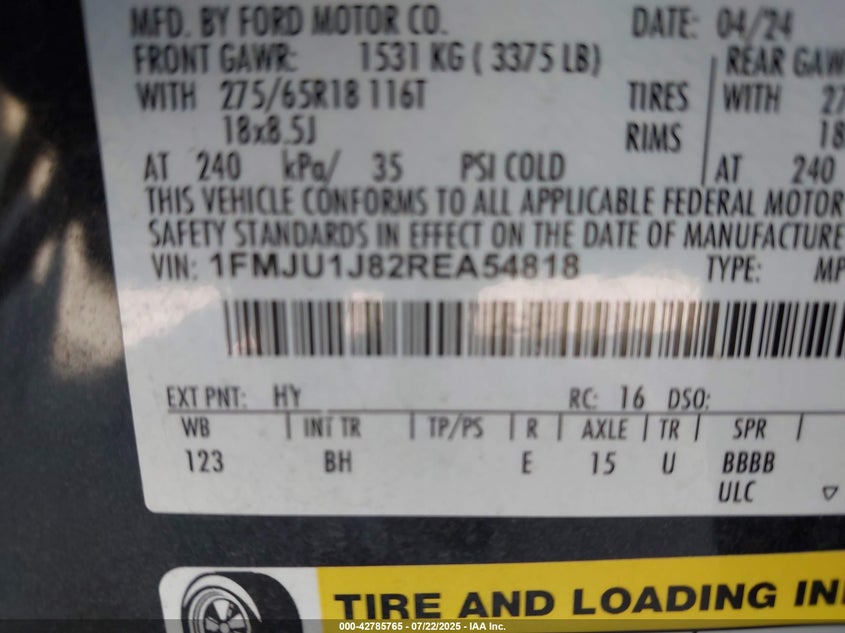 MFD. BY FORD MOTOR CO. DATE: 04/24
FRONT GAWR: 1531 KG ( 3375 LB) REAR GAW
WITH 275/65R18 116T TIRES WITH 27
18x8.5J RIMS 18
AT 240 kPa/ 35 PSI COLD AT 240
THIS VEHICLE CONFORMS TO ALL APPLICABLE FEDERAL MOTOR
SAFETY STANDARDS IN EFFECT ON THE DATE OF MANUFACTURE
VIN: 1FMJU1J82REA54818 TYPE: MP
EXT PNT: HY RC: 16 DSO:
WB INT TR TP/PS R AXLE TR SPR
123 BH E 15 U BBBB
ULC
TIRE AND LOADING IN
000-42785765 - 07/22/2025 - IAA Inc.